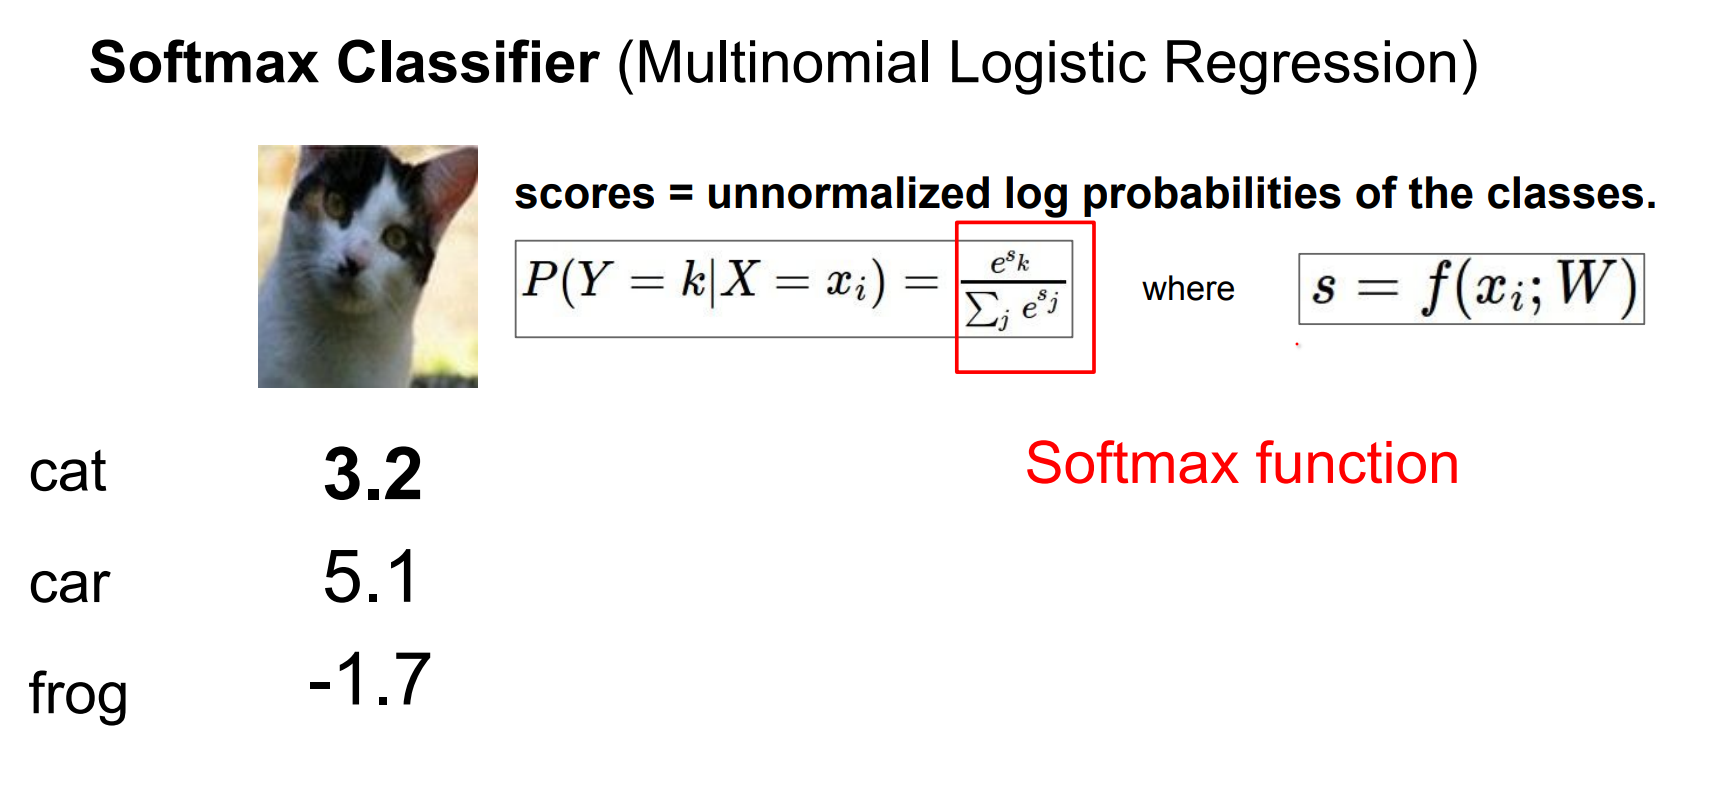 Softmax Classifier (Multinomial Logistic Regression)
scores = unnormalized log probabilities of the classes.
P(Y = k|X = x_i) = \frac{e^{s_k}}{\sum_j e^{s_j}} where s = f(x_i; W)
Softmax function
cat 3.2
car 5.1
frog -1.7